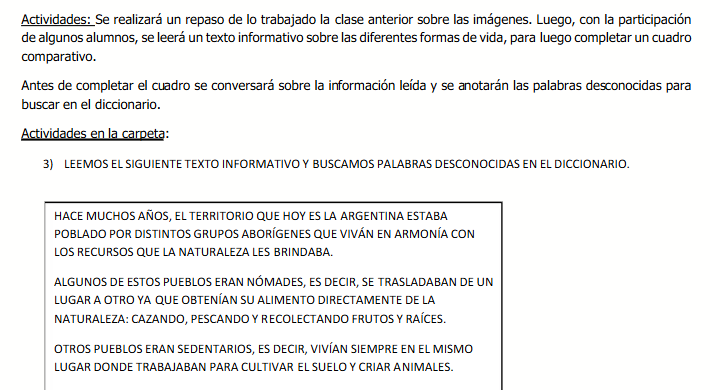 Actividades: Se realizará un repaso de lo trabajado la clase anterior sobre las imágenes. Luego, con la participación
de algunos alumnos, se leerá un texto informativo sobre las diferentes formas de vida, para luego completar un cuadro
comparativo.
Antes de completar el cuadro se conversará sobre la información leída y se anotarán las palabras desconocidas para
buscar en el diccionario.
Actividades en la carpeta:
3) LEEMOS EL SIGUIENTE TEXTO INFORMATIVO Y BUSCAMOS PALABRAS DESCONOCIDAS EN EL DICCIONARIO.
HACE MUCHOS AÑOS, EL TERRITORIO QUE HOY ES LA ARGENTINA ESTABA
POBLADO POR DISTINTOS GRUPOS ABORÍGENES QUE VIVÁN EN ARMONÍA CON
LOS RECURSOS QUE LA NATURALEZA LES BRINDABA.
ALGUNOS DE ESTOS PUEBLOS ERAN NÓMADES, ES DECIR, SE TRASLADABAN DE UN
LUGAR A OTRO YA QUE OBTENÍAN SU ALIMENTO DIRECTAMENTE DE LA
NATURALEZA: CAZANDO, PESCANDO Y RECOLECTANDO FRUTOS Y RAÍCES.
OTROS PUEBLOS ERAN SEDENTARIOS, ES DECIR, VIVÍAN SIEMPRE EN EL MISMO
LUGAR DONDE TRABAJABAN PARA CULTIVAR EL SUELO Y CRIAR ANIMALES.